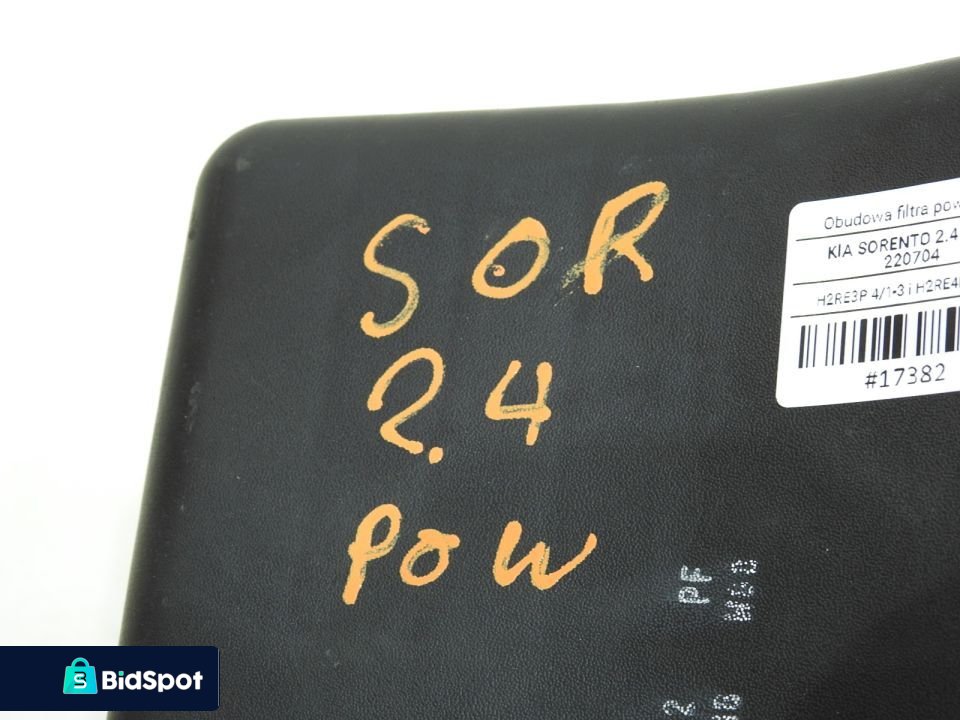 SOR
2.4
POW
Obudowa filtra pow
KIA SORENTO 2.4
220704
H2RE3P 4/1-3 i H2RE4
#17382
PF
BidSpot